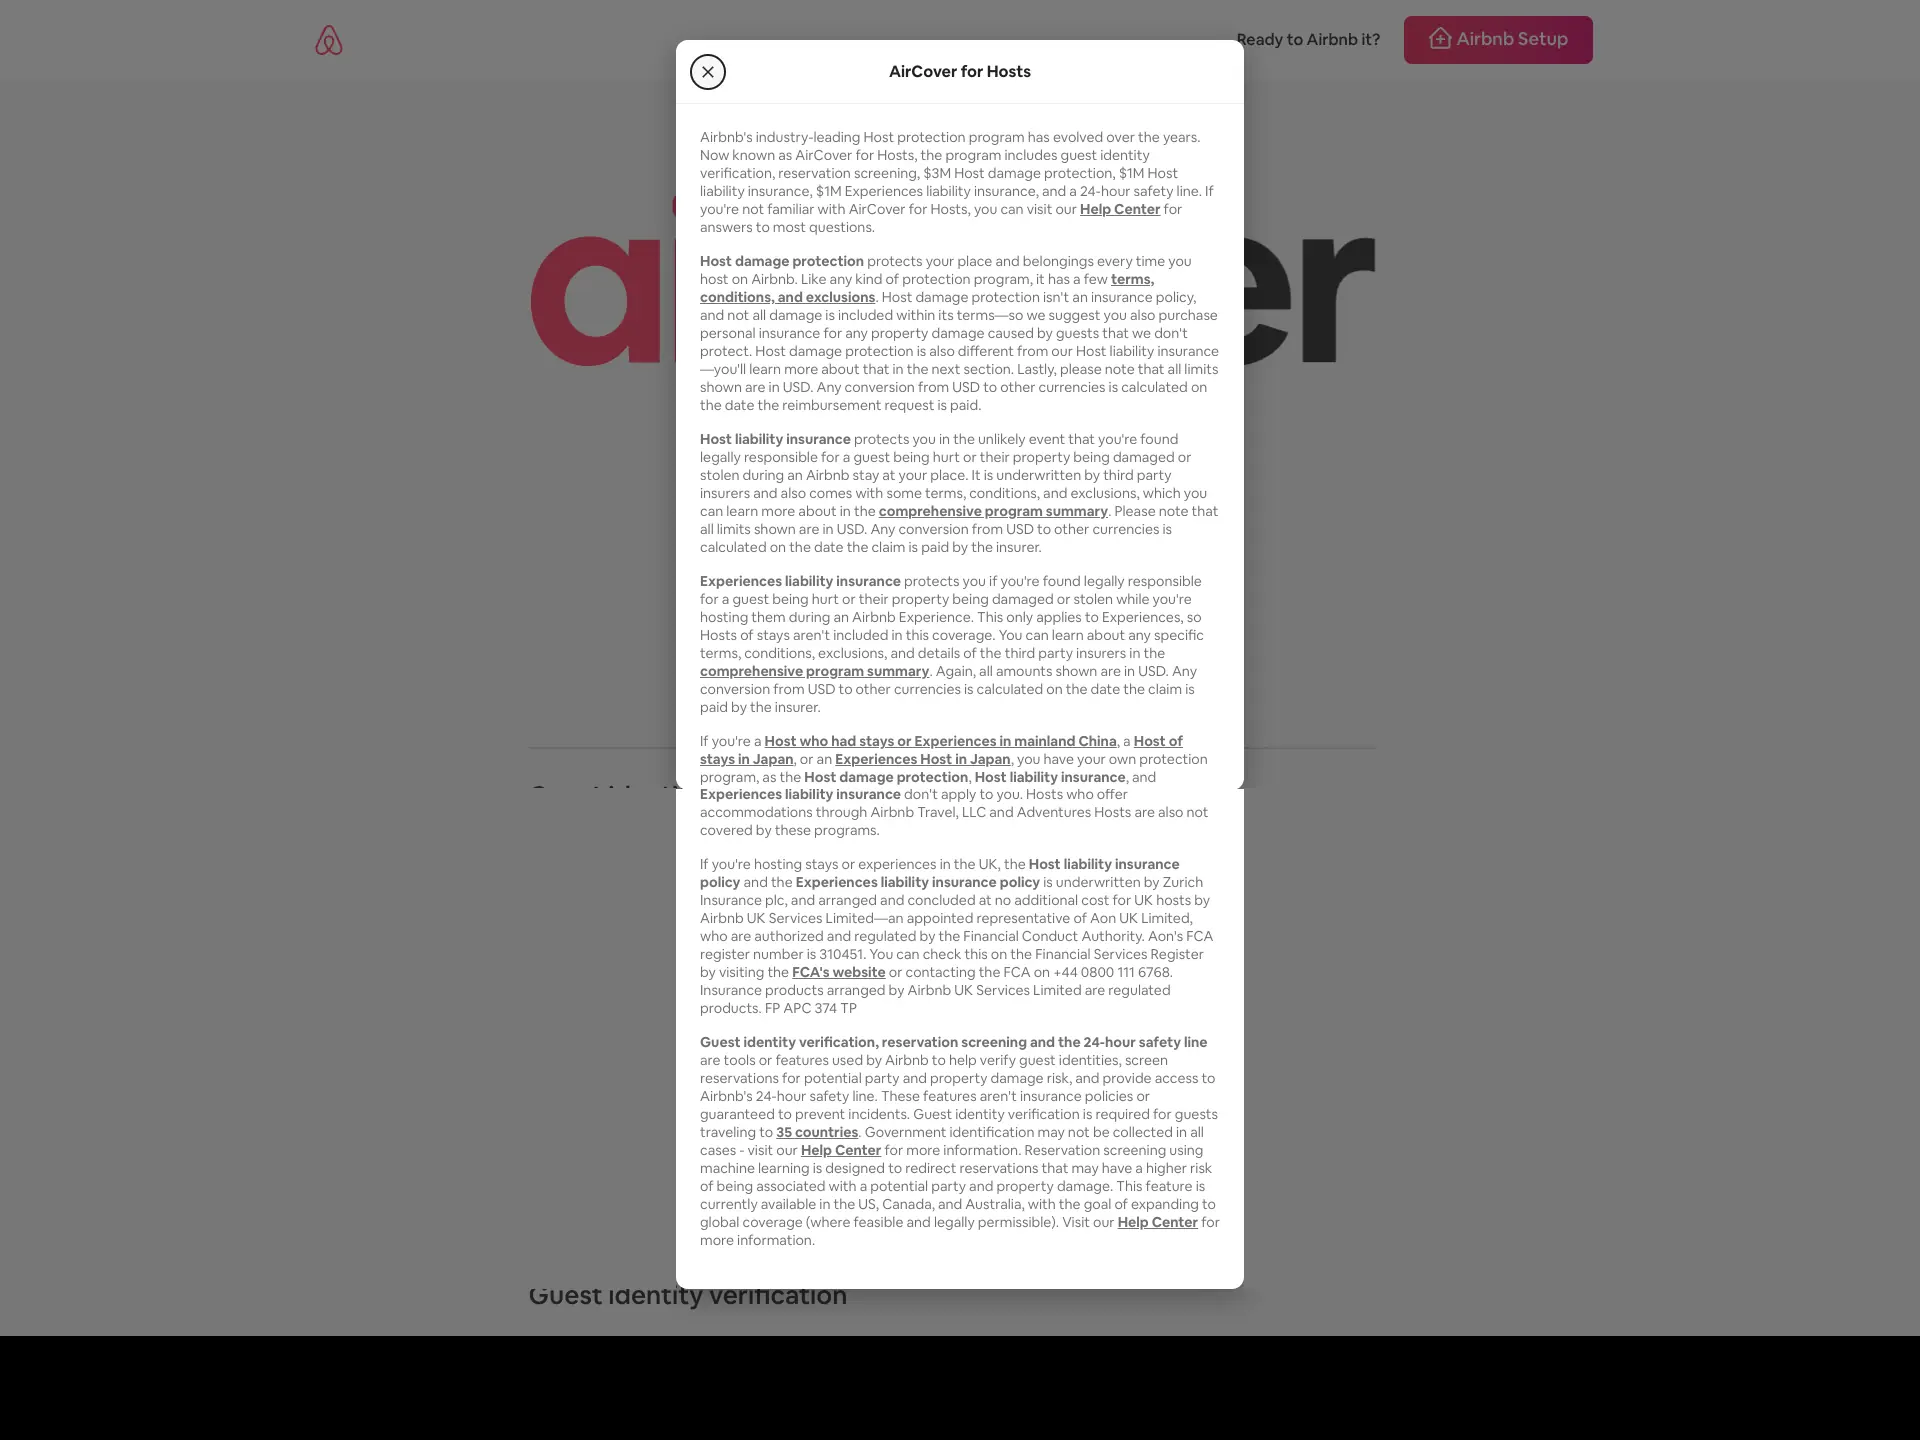 Ready to Airbnb it?
Airbnb Setup
AirCover for Hosts
Airbnb's industry-leading Host protection program has evolved over the years.
Now known as AirCover for Hosts, the program includes guest identity
verification, reservation screening, $3M Host damage protection, $1M Host
liability insurance, $1M Experiences liability insurance, and a 24-hour safety line. If
you're not familiar with AirCover for Hosts, you can visit our Help Center for
answers to most questions.
Host damage protection protects your place and belongings every time you
host on Airbnb. Like any kind of protection program, it has a few terms,
conditions, and exclusions. Host damage protection isn't an insurance policy,
and not all damage is included within its terms—so we suggest you also purchase
personal insurance for any property damage caused by guests that we don't
protect. Host damage protection is also different from our Host liability insurance
—you'll learn more about that in the next section. Lastly, please note that all limits
shown are in USD. Any conversion from USD to other currencies is calculated on
the date the reimbursement request is paid.
Host liability insurance protects you in the unlikely event that you're found
legally responsible for a guest being hurt or their property being damaged or
stolen during an Airbnb stay at your place. It is underwritten by third party
insurers and also comes with some terms, conditions, and exclusions, which you
can learn more about in the comprehensive program summary. Please note that
all limits shown are in USD. Any conversion from USD to other currencies is
calculated on the date the claim is paid by the insurer.
Experiences liability insurance protects you if you're found legally responsible
for a guest being hurt or their property being damaged or stolen while you're
hosting them during an Airbnb Experience. This only applies to Experiences, so
Hosts of stays aren't included in this coverage. You can learn about any specific
terms, conditions, exclusions, and details of the third party insurers in the
comprehensive program summary. Again, all amounts shown are in USD. Any
conversion from USD to other currencies is calculated on the date the claim is
paid by the insurer.
If you're a Host who had stays or Experiences in mainland China, a Host of
stays in Japan, or an Experiences Host in Japan, you have your own protection
program, as the Host damage protection, Host liability insurance, and
Experiences liability insurance don't apply to you. Hosts who offer
accommodations through Airbnb Travel, LLC and Adventures Hosts are also not
covered by these programs.
If you're hosting stays or experiences in the UK, the Host liability insurance
policy and the Experiences liability insurance policy is underwritten by Zurich
Insurance plc, and arranged and concluded at no additional cost for UK hosts by
Airbnb UK Services Limited—an appointed representative of Aon UK Limited,
who are authorized and regulated by the Financial Conduct Authority. Aon's FCA
register number is 310451. You can check this on the Financial Services Register
by visiting the FCA's website or contacting the FCA on +44 0800 111 6768.
Insurance products arranged by Airbnb UK Services Limited are regulated
products. FP APC 374 TP
Guest identity verification, reservation screening and the 24-hour safety line
are tools or features used by Airbnb to help verify guest identities, screen
reservations for potential party and property damage risk, and provide access to
Airbnb's 24-hour safety line. These features aren't insurance policies or
guaranteed to prevent incidents. Guest identity verification is required for guests
traveling to 35 countries. Government identification may not be collected in all
cases - visit our Help Center for more information. Reservation screening using
machine learning is designed to redirect reservations that may have a higher risk
of being associated with a potential party and property damage. This feature is
currently available in the US, Canada, and Australia, with the goal of expanding to
global coverage (where feasible and legally permissible). Visit our Help Center for
more information.
Guest identity verification